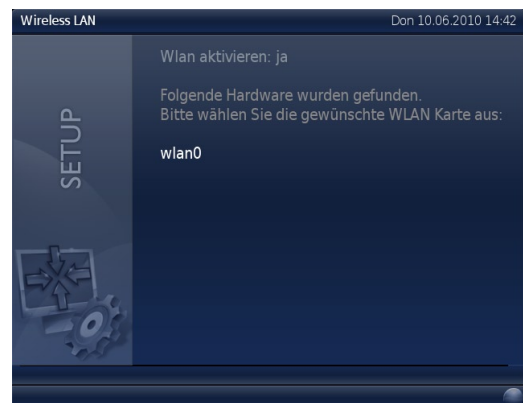 Wireless LAN
Don 10.06.2010 14:42
SETUP
Wlan aktivieren: ja
Folgende Hardware wurden gefunden.
Bitte wählen Sie die gewünschte WLAN Karte aus:
wlan0